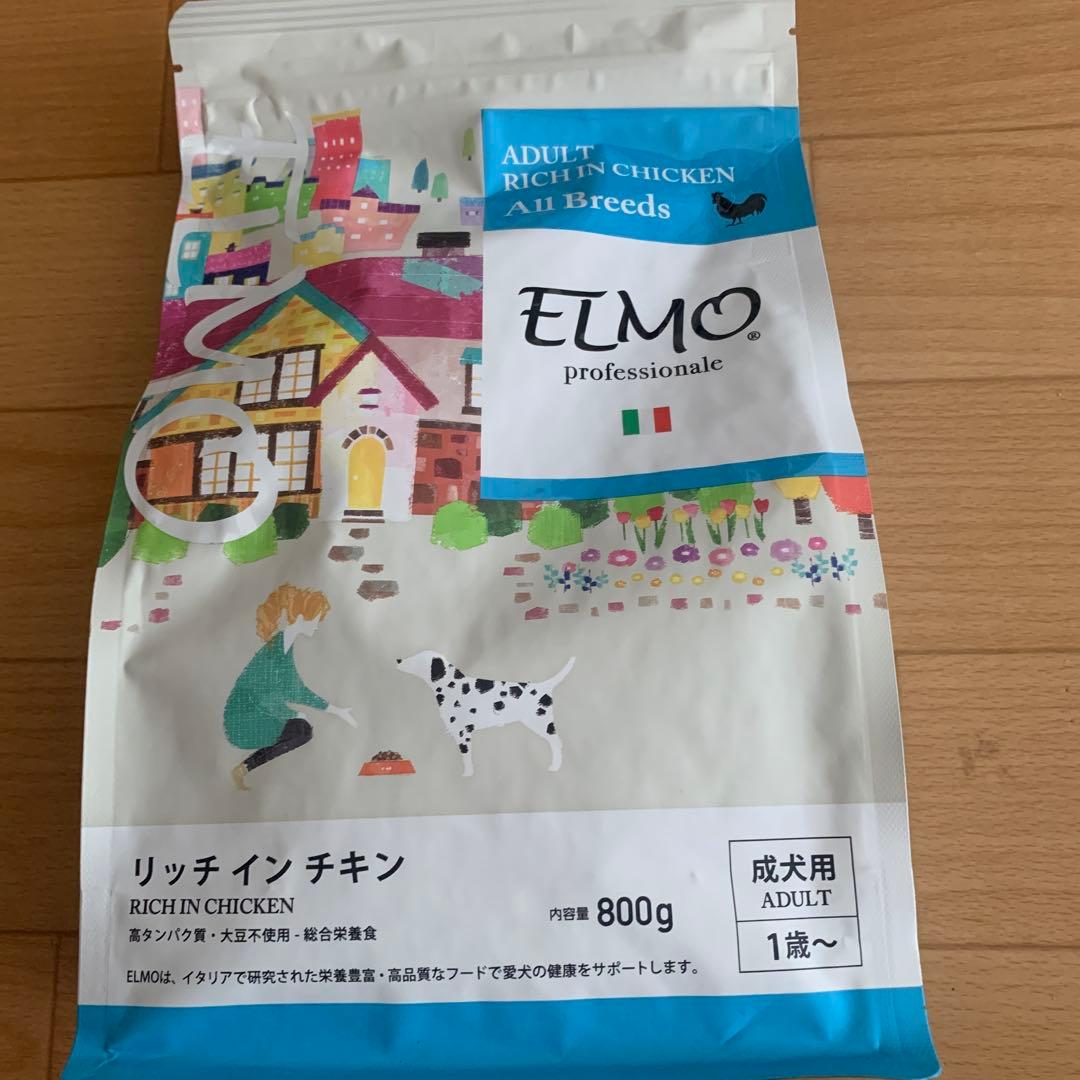 ADULT
RICH IN CHICKEN
All Breeds
ELMO®
professionale
ELMO
リッチ イン チキン
RICH IN CHICKEN
高タンパク質・大豆不使用 - 総合栄養食
内容量 800g
成犬用
ADULT
1歳〜
ELMOは、イタリアで研究された栄養豊富・高品質なフードで愛犬の健康をサポートします。